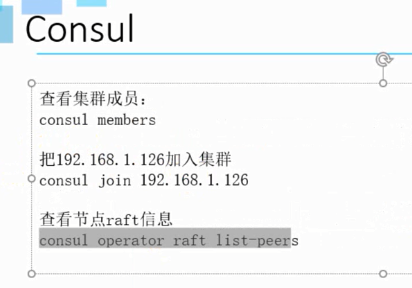 Consul
查看集群成员:
consul members
把192.168.1.126加入集群
consul join 192.168.1.126
查看节点raft信息
consul operator raft list-peers